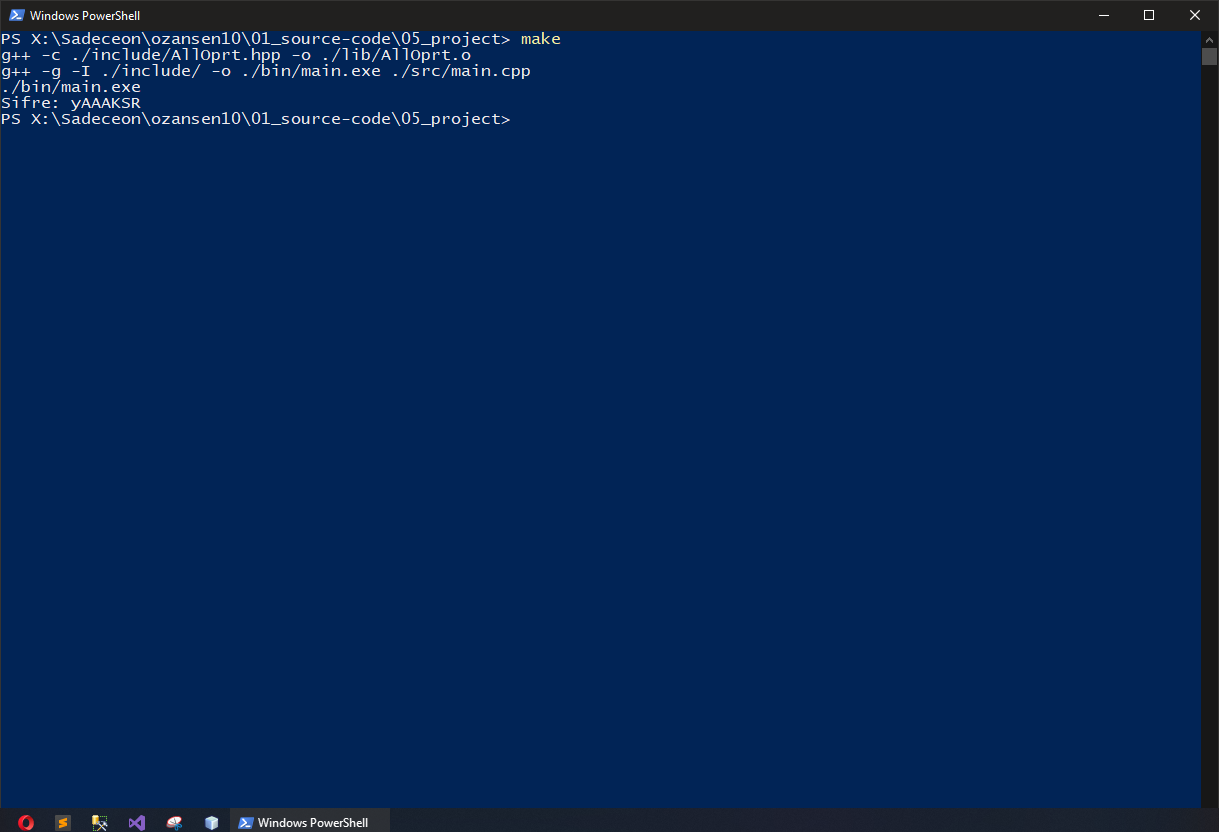 Windows PowerShell
PS X:\Sadeceon\ozansen10\01_source-code\05_project> make
g++ -c ./include/AllOprt.hpp -o ./lib/AllOprt.o
g++ -g -I ./include/ -o ./bin/main.exe ./src/main.cpp
./bin/main.exe
Sifre: yAAAKSR
PS X:\Sadeceon\ozansen10\01_source-code\05_project>
Windows PowerShell